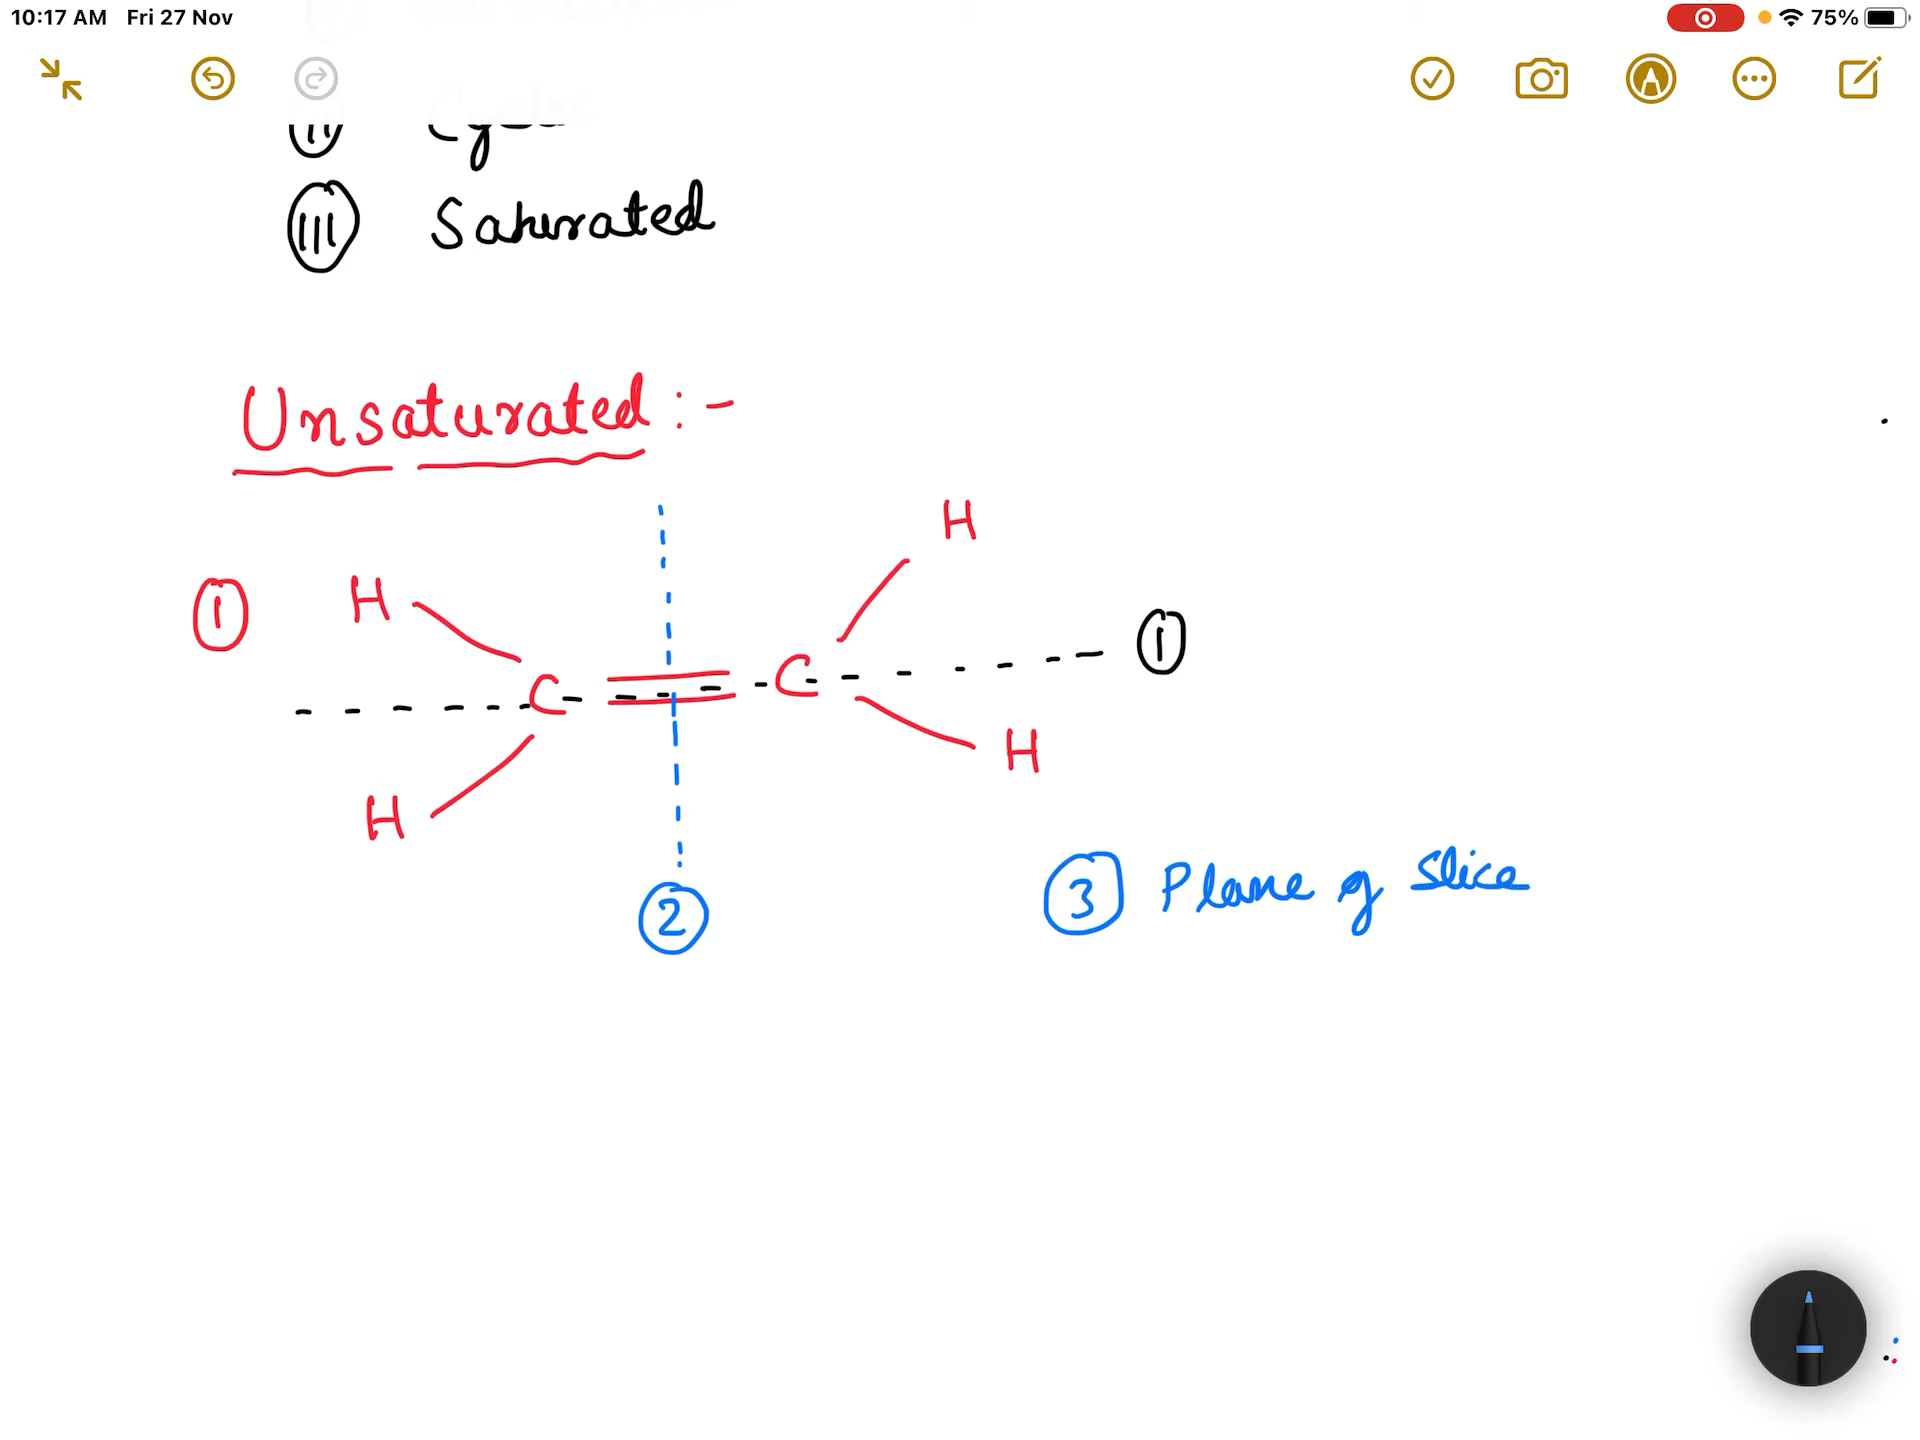 10:17 AM Fri 27 Nov 75%
III Saturated
Unsaturated :-
H
1 H 1
C C
H
H
2 3 Plane of slice